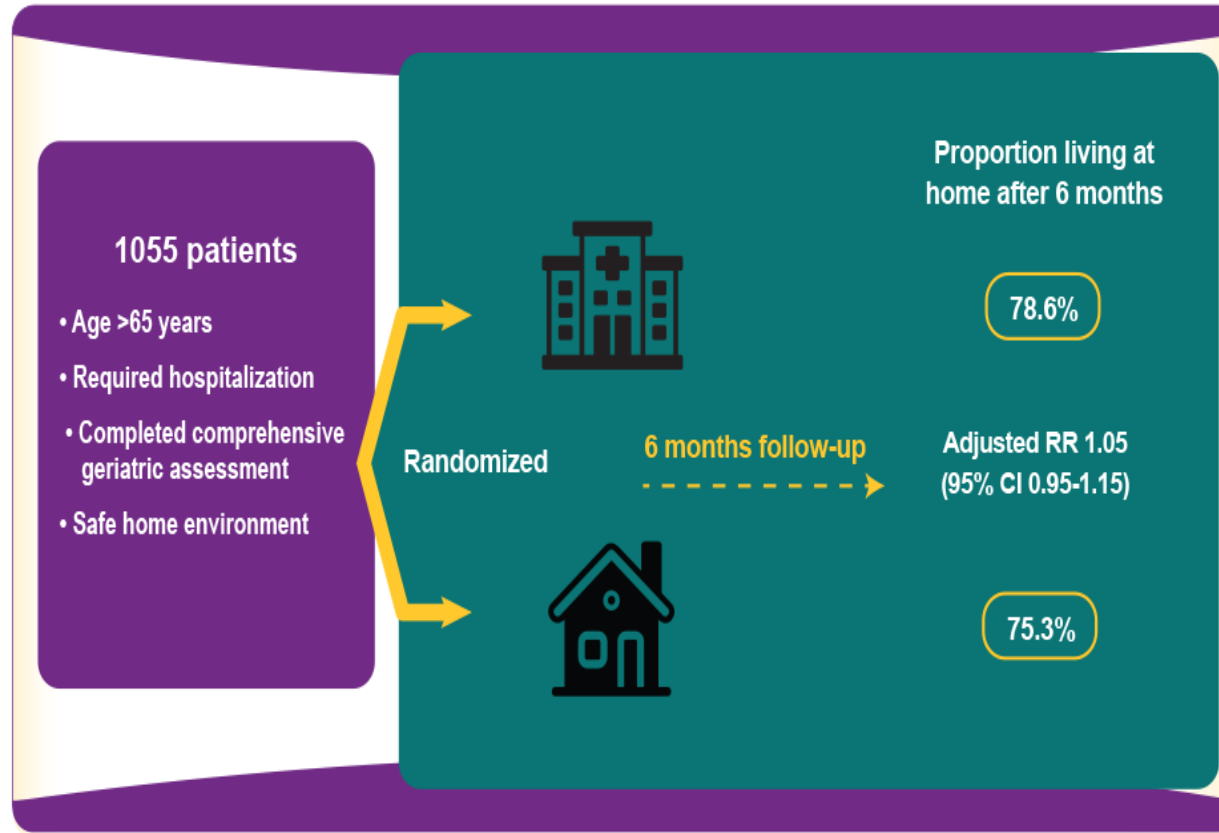 1055 patients
• Age >65 years
• Required hospitalization
• Completed comprehensive
geriatric assessment
• Safe home environment
Randomized
6 months follow-up
Proportion living at
home after 6 months
78.6%
Adjusted RR 1.05
(95% CI 0.95-1.15)
75.3%